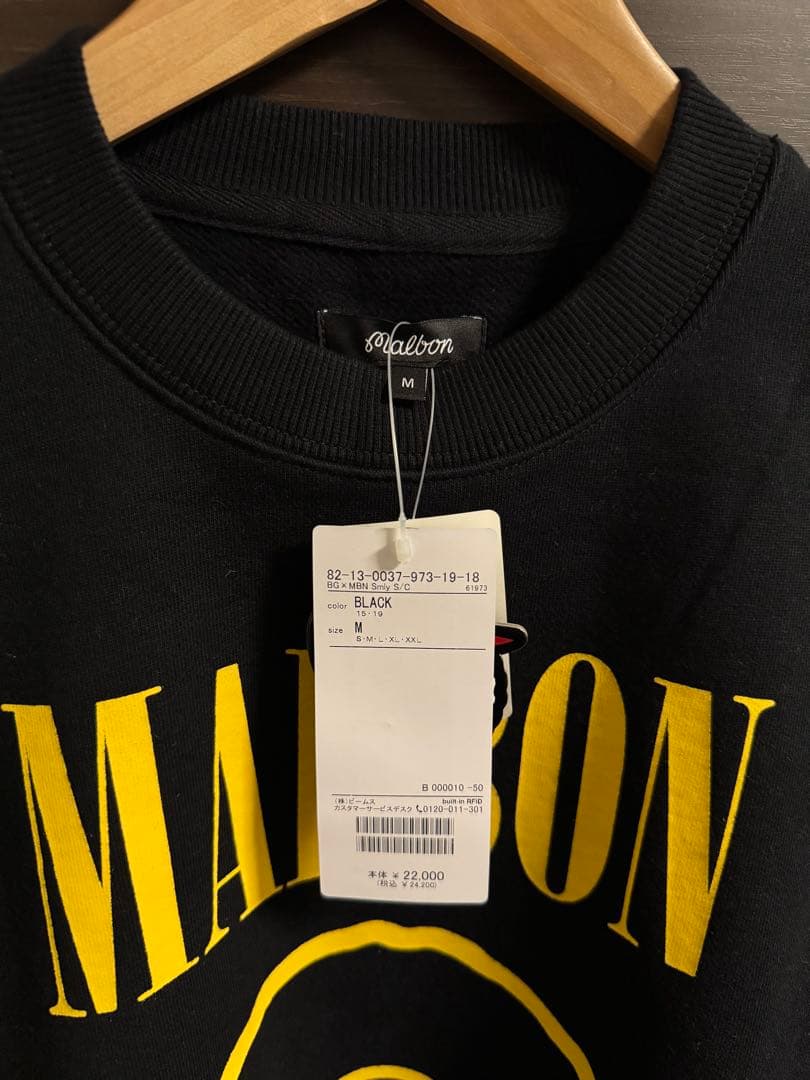 Malbon
M
82-13-0037-973-19-18
BG×MBN Smly S/C 61973
color BLACK
15・19
size M
S・M・L・XL・XXL
B 000010 -50
(株)ビームス built-in RFID
カスタマーサービスデスク 0120-011-301
本体 ¥ 22,000
(税込 ¥ 24,200)
MALBON